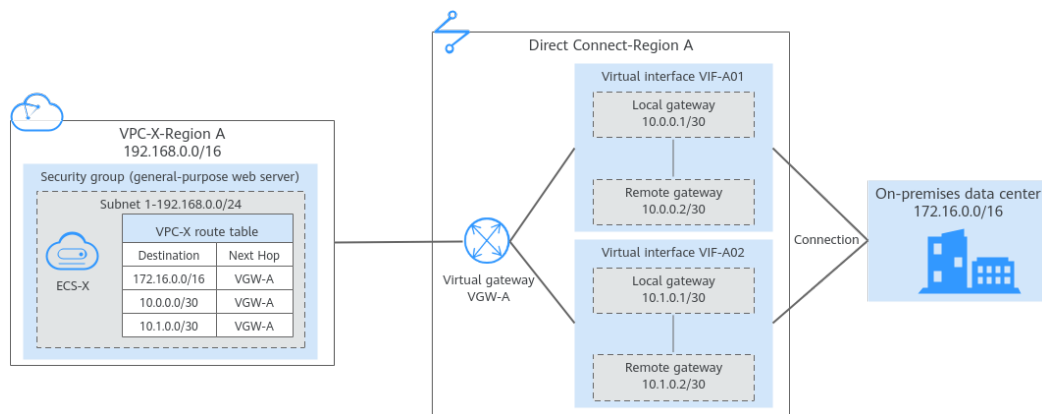 VPC-X-Region A
192.168.0.0/16
Security group (general-purpose web server)
Subnet 1-192.168.0.0/24
ECS-X
VPC-X route table
Destination Next Hop
172.16.0.0/16 VGW-A
10.0.0.0/30 VGW-A
10.1.0.0/30 VGW-A
Direct Connect-Region A
Virtual gateway
VGW-A
Virtual interface VIF-A01
Local gateway
10.0.0.1/30
Remote gateway
10.0.0.2/30
Virtual interface VIF-A02
Local gateway
10.1.0.1/30
Remote gateway
10.1.0.2/30
Connection
On-premises data center
172.16.0.0/16